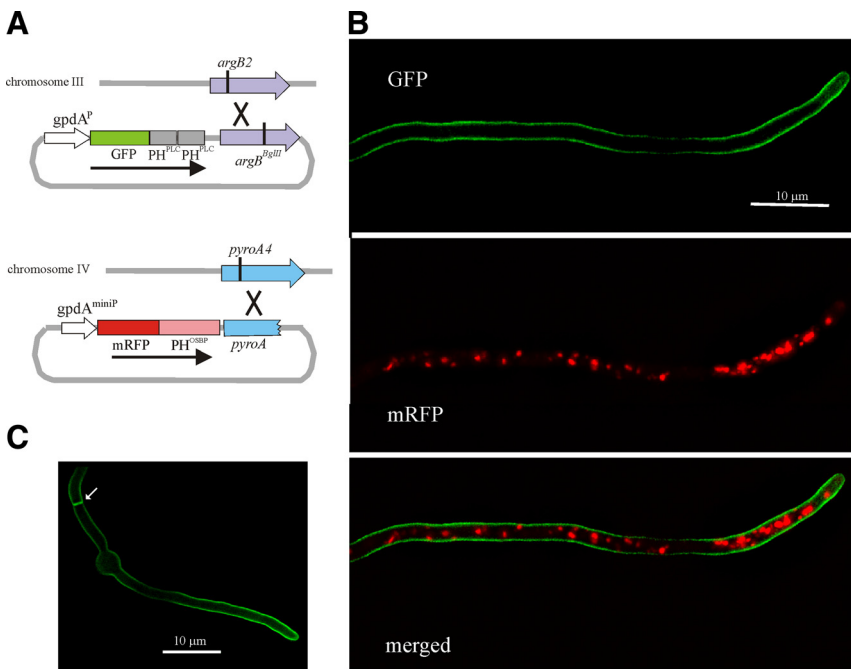 A
argB2
chromosome III
gpdA^P
GFP PH^PLC PH^PLC argB^BglII
pyroA4
chromosome IV
gpdA^miniP
mRFP PH^OSBP pyroA
B
GFP
10 µm
mRFP
merged
C
10 µm